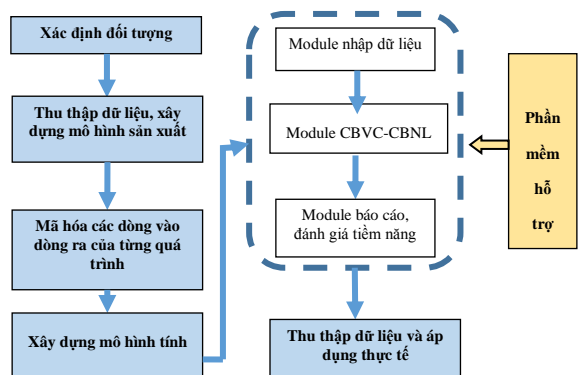 Xác định đối tượng
Thu thập dữ liệu, xây
dựng mô hình sản xuất
Mã hóa các dòng vào
dòng ra của từng quá
trình
Xây dựng mô hình tính
Module nhập dữ liệu
Module CBVC-CBNL
Module báo cáo,
đánh giá tiềm năng
Thu thập dữ liệu và áp
dụng thực tế
Phần
mềm
hỗ
trợ